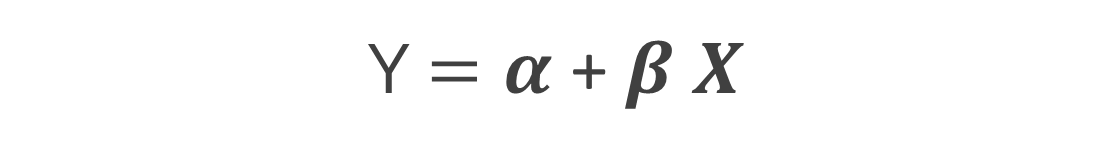 Y = α + β X